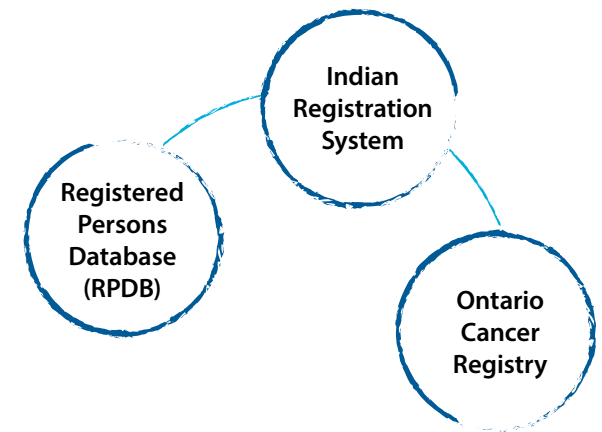 Indian
Registration
System
Registered
Persons
Database
(RPDB)
Ontario
Cancer
Registry